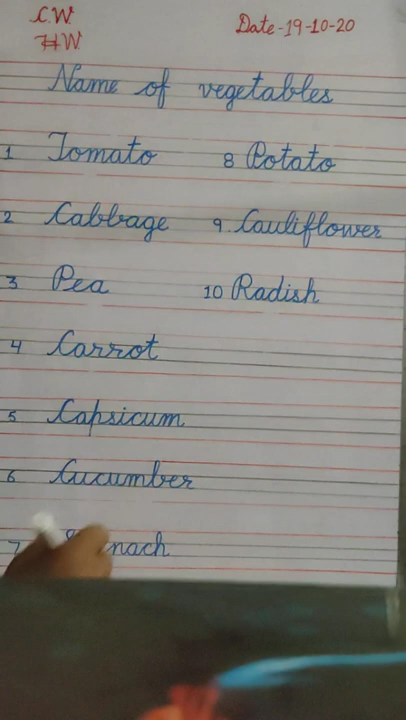 C.W
H.W
Date-19-10-20
Name of vegetables
1 Tomato
2 Cabbage
3 Pea
4 Carrot
5 Capsicum
6 Cucumber
7
8 Potato
9. Cauliflower
10 Radish